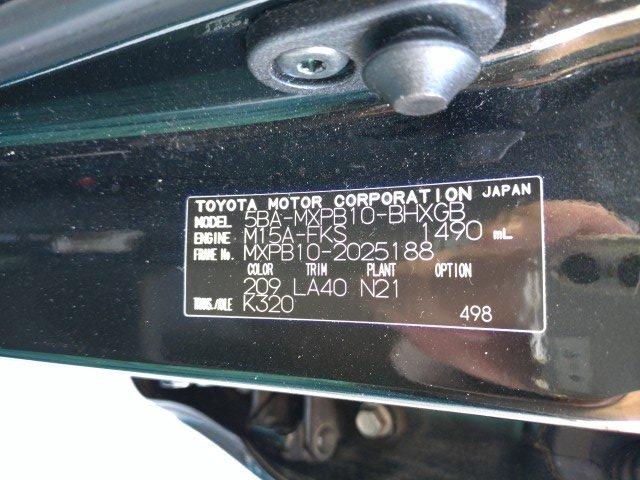 TOYOTA MOTOR CORPORATION JAPAN
MODEL 5BA-MXPB10-BHXGB
ENGINE M15A-FKS 1490 mL
FRAME No. MXPB10-2025188
COLOR TRIM PLANT OPTION
209 LA40 N21
TRANS./AXLE K320
498